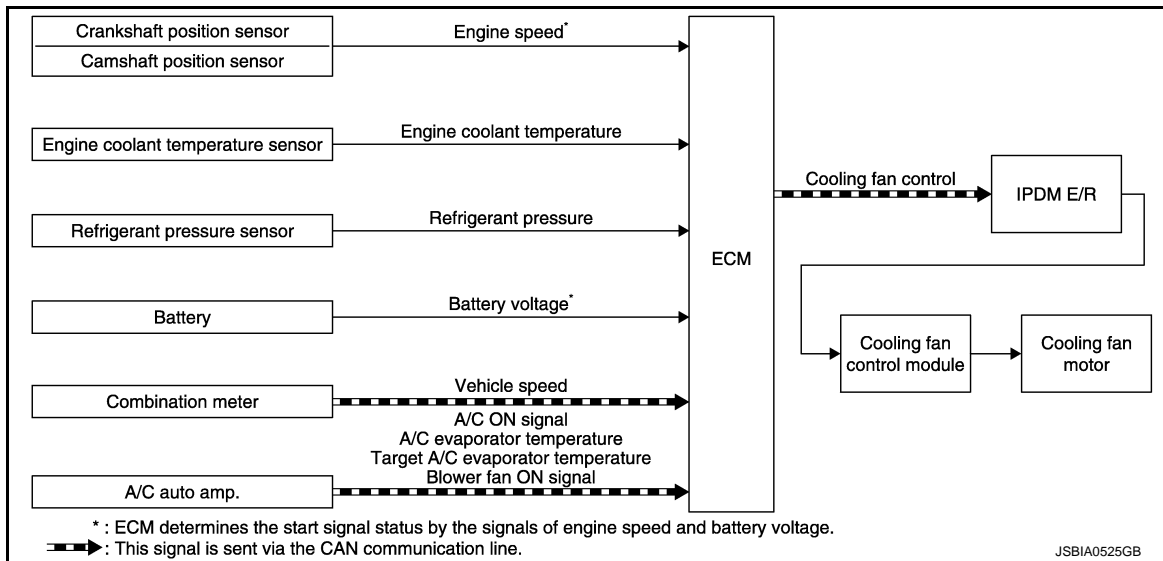 Crankshaft position sensor
Camshaft position sensor
Engine speed*
Engine coolant temperature sensor
Engine coolant temperature
Refrigerant pressure sensor
Refrigerant pressure
Battery
Battery voltage*
Combination meter
Vehicle speed
A/C auto amp.
A/C ON signal
A/C evaporator temperature
Target A/C evaporator temperature
Blower fan ON signal
ECM
Cooling fan control
IPDM E/R
Cooling fan
control module
Cooling fan
motor
* : ECM determines the start signal status by the signals of engine speed and battery voltage.
: This signal is sent via the CAN communication line.
JSBIA0525GB